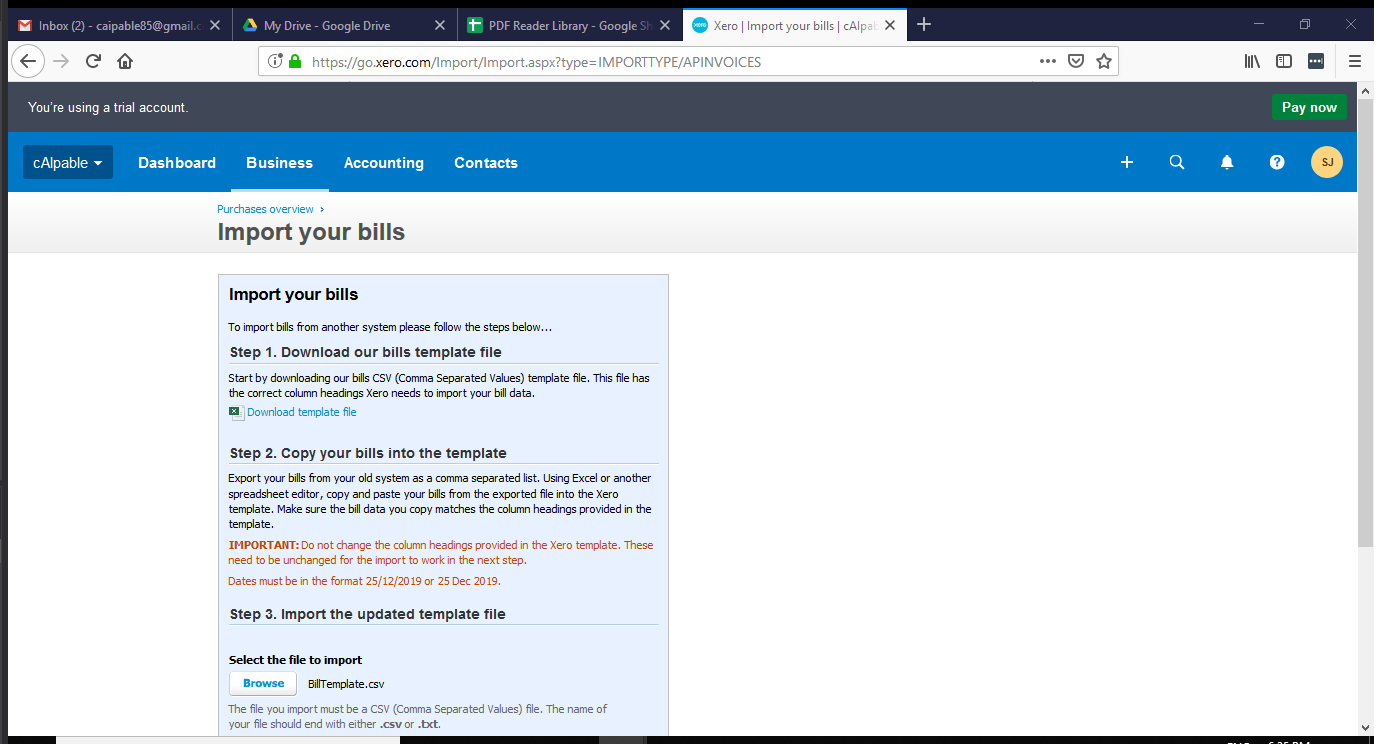 Inbox (2) - caipable85@gmail.c
My Drive - Google Drive
PDF Reader Library - Google Sh
xero
Xero | Import your bills | cAIpab
https://go.xero.com/Import/Import.aspx?type=IMPORTTYPE/APINVOICES
You're using a trial account.
Pay now
cAIpable
Dashboard
Business
Accounting
Contacts
SJ
Purchases overview ›
Import your bills
Import your bills
To import bills from another system please follow the steps below...
Step 1. Download our bills template file
Start by downloading our bills CSV (Comma Separated Values) template file. This file has
the correct column headings Xero needs to import your bill data.
Download template file
Step 2. Copy your bills into the template
Export your bills from your old system as a comma separated list. Using Excel or another
spreadsheet editor, copy and paste your bills from the exported file into the Xero
template. Make sure the bill data you copy matches the column headings provided in the
template.
IMPORTANT: Do not change the column headings provided in the Xero template. These
need to be unchanged for the import to work in the next step.
Dates must be in the format 25/12/2019 or 25 Dec 2019.
Step 3. Import the updated template file
Select the file to import
Browse
BillTemplate.csv
The file you import must be a CSV (Comma Separated Values) file. The name of
your file should end with either .csv or .txt.